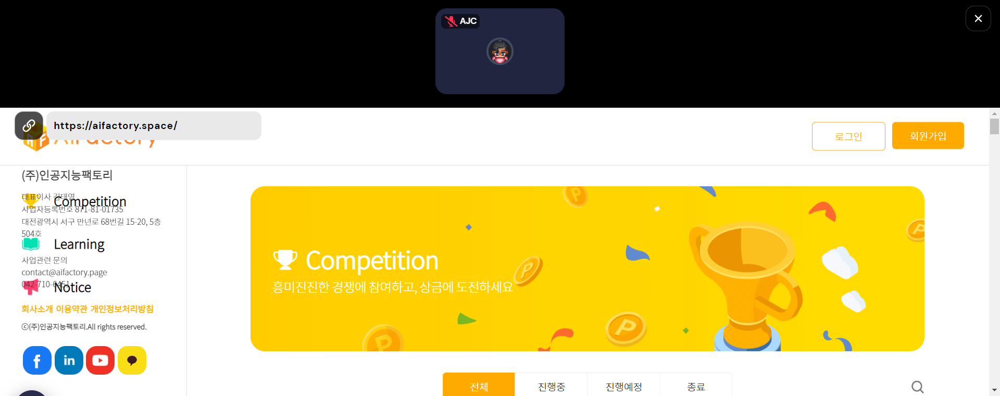 AJC
https://aifactory.space/
AiFactory
로그인
회원가입
(주)인공지능팩토리
대표이사 김태영
Competition
사업자등록번호 871-81-01735
대전광역시 서구 만년로 68번길 15-20, 5층
504호
Learning
사업관련 문의
contact@aifactory.page
042-710-6451
Notice
회사소개 이용약관 개인정보처리방침
ⓒ(주)인공지능팩토리.All rights reserved.
Competition
흥미진진한 경쟁에 참여하고, 상금에 도전하세요
전체
진행중
진행예정
종료